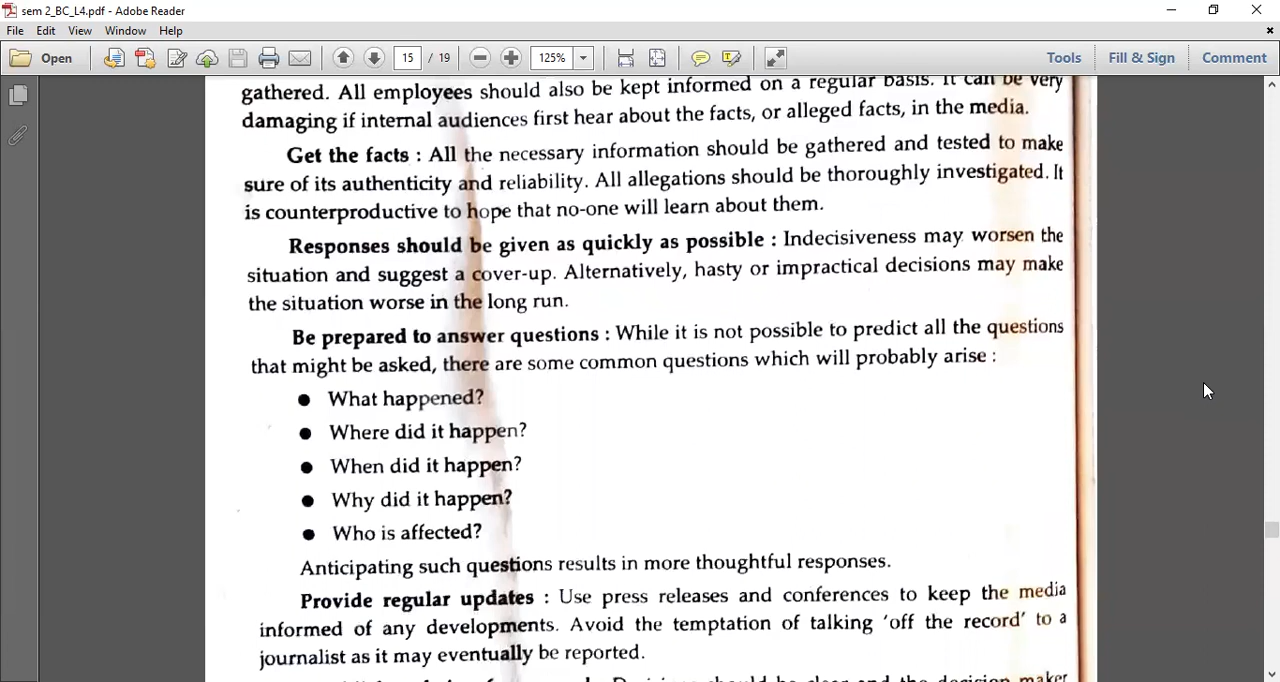 sem 2_BC_L4.pdf - Adobe Reader
File Edit View Window Help
Open 15 / 19 125% Tools Fill & Sign Comment
gathered. All employees should also be kept informed on a regular basis. It can be very
damaging if internal audiences first hear about the facts, or alleged facts, in the media.
Get the facts : All the necessary information should be gathered and tested to make
sure of its authenticity and reliability. All allegations should be thoroughly investigated. It
is counterproductive to hope that no-one will learn about them.
Responses should be given as quickly as possible : Indecisiveness may worsen the
situation and suggest a cover-up. Alternatively, hasty or impractical decisions may make
the situation worse in the long run.
Be prepared to answer questions : While it is not possible to predict all the questions
that might be asked, there are some common questions which will probably arise :
● What happened?
● Where did it happen?
● When did it happen?
● Why did it happen?
● Who is affected?
Anticipating such questions results in more thoughtful responses.
Provide regular updates : Use press releases and conferences to keep the media
informed of any developments. Avoid the temptation of talking 'off the record' to a
journalist as it may eventually be reported.